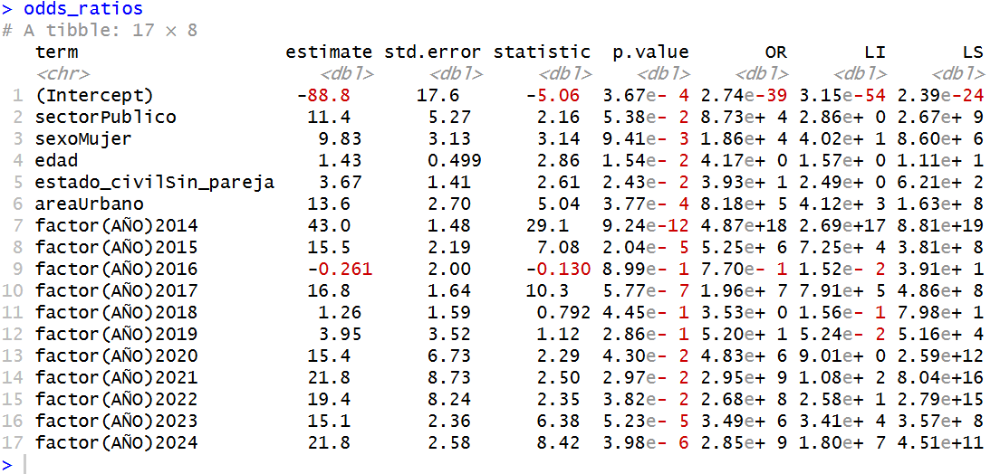 > odds_ratios
# A tibble: 17 × 8
   term                  estimate std.error statistic  p.value       OR       LI       LS
   <chr>                    <dbl>     <dbl>     <dbl>    <dbl>    <dbl>    <dbl>    <dbl>
 1 (Intercept)            -88.8      17.6      -5.06  3.67e- 4 2.74e-39 3.15e-54 2.39e-24
 2 sectorPublico           11.4       5.27      2.16  5.38e- 2 8.73e+ 4 2.86e+ 0 2.67e+ 9
 3 sexoMujer                9.83      3.13      3.14  9.41e- 3 1.86e+ 4 4.02e+ 1 8.60e+ 6
 4 edad                     1.43      0.499     2.86  1.54e- 2 4.17e+ 0 1.57e+ 0 1.11e+ 1
 5 estado_civilSin_pareja   3.67      1.41      2.61  2.43e- 2 3.93e+ 1 2.49e+ 0 6.21e+ 2
 6 areaUrbano              13.6       2.70      5.04  3.77e- 4 8.18e+ 5 4.12e+ 3 1.63e+ 8
 7 factor(AÑO)2014         43.0       1.48     29.1   9.24e-12 4.87e+18 2.69e+17 8.81e+19
 8 factor(AÑO)2015         15.5       2.19      7.08  2.04e- 5 5.25e+ 6 7.25e+ 4 3.81e+ 8
 9 factor(AÑO)2016         -0.261     2.00     -0.130 8.99e- 1 7.70e- 1 1.52e- 2 3.91e+ 1
10 factor(AÑO)2017         16.8       1.64     10.3   5.77e- 7 1.96e+ 7 7.91e+ 5 4.86e+ 8
11 factor(AÑO)2018          1.26      1.59      0.792 4.45e- 1 3.53e+ 0 1.56e- 1 7.98e+ 1
12 factor(AÑO)2019          3.95      3.52      1.12  2.86e- 1 5.20e+ 1 5.24e- 2 5.16e+ 4
13 factor(AÑO)2020         15.4       6.73      2.29  4.30e- 2 4.83e+ 6 9.01e+ 0 2.59e+12
14 factor(AÑO)2021         21.8       8.73      2.50  2.97e- 2 2.95e+ 9 1.08e+ 2 8.04e+16
15 factor(AÑO)2022         19.4       8.24      2.35  3.82e- 2 2.68e+ 8 2.58e+ 1 2.79e+15
16 factor(AÑO)2023         15.1       2.36      6.38  5.23e- 5 3.49e+ 6 3.41e+ 4 3.57e+ 8
17 factor(AÑO)2024         21.8       2.58      8.42  3.98e- 6 2.85e+ 9 1.80e+ 7 4.51e+11
>